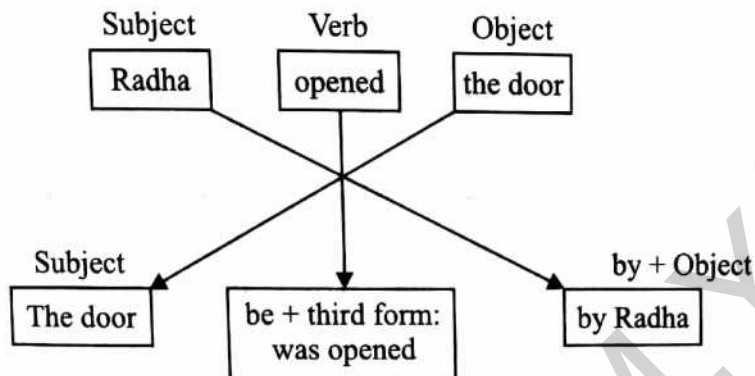 Subject Verb Object
Radha opened the door
Subject by + Object
The door be + third form: by Radha
was opened